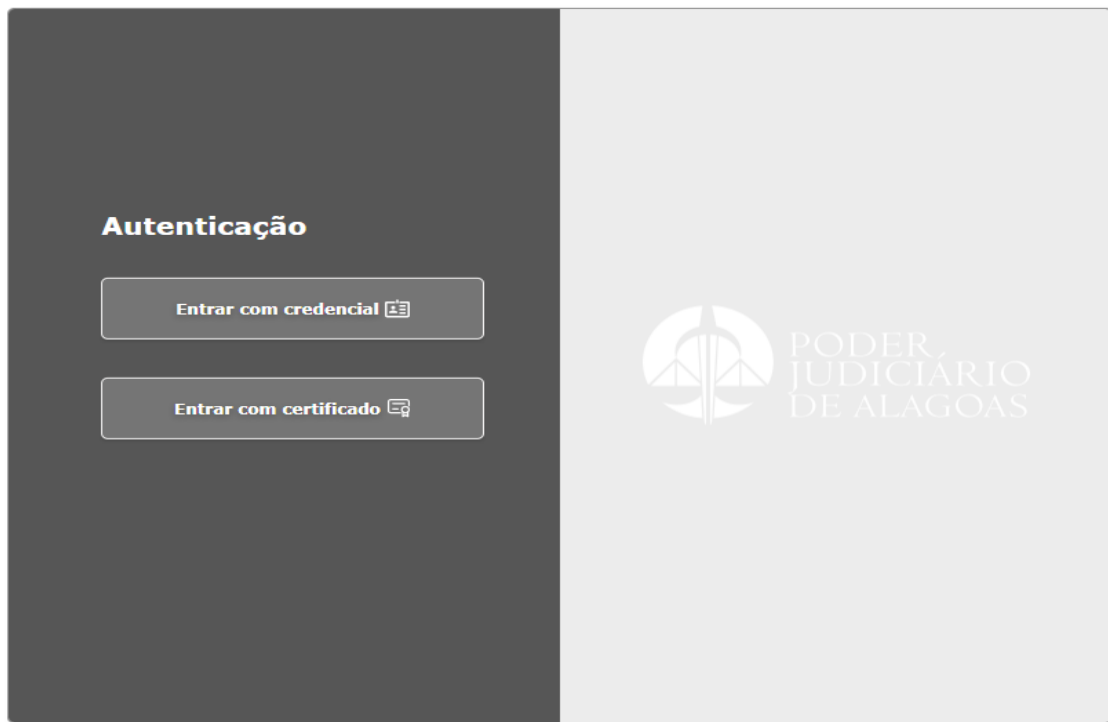 Autenticação
Entrar com credencial
Entrar com certificado
PODER
JUDICIÁRIO
DE ALAGOAS